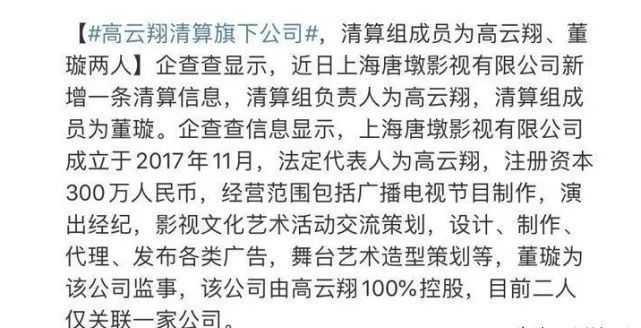 【#高云翔清算旗下公司，清算组成员为高云翔、董
璇两人】企查查显示，近日上海唐墩影视有限公司新
增一条清算信息，清算组负责人为高云翔，清算组成
员为董璇。企查查信息显示，上海唐墩影视有限公司
成立于2017年11月，法定代表人为高云翔，注册资本
300万人民币，经营范围包括广播电视节目制作，演
出经纪，影视文化艺术活动交流策划，设计、制作、
代理、发布各类广告，舞台艺术造型策划等，董璇为
该公司监事，该公司由高云翔100%控股，目前二人
仅关联一家公司。